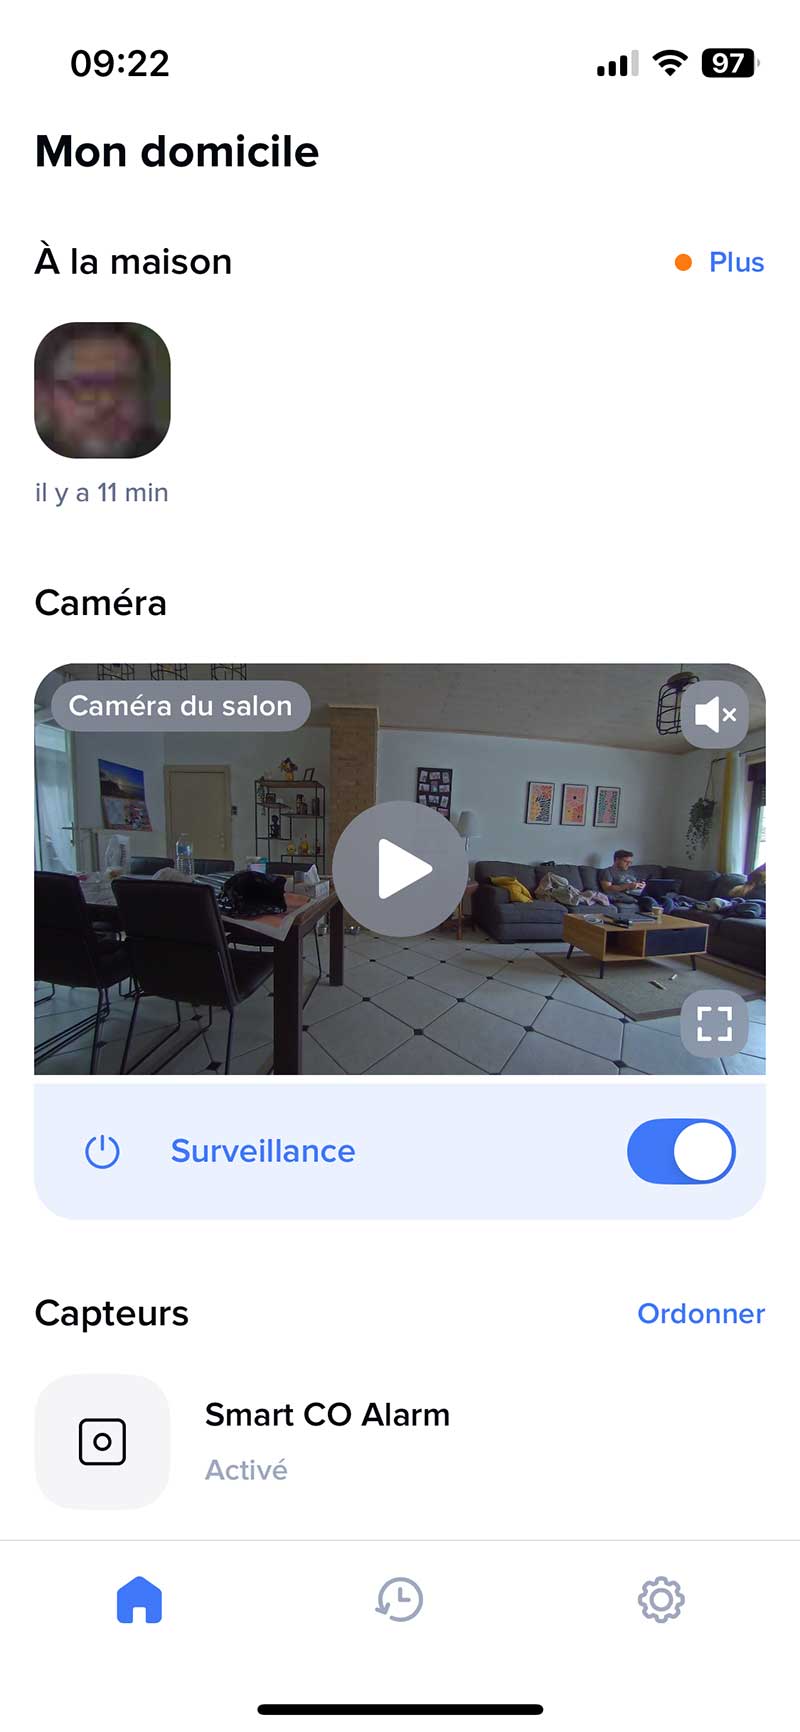 09:22
97
Mon domicile
À la maison
Plus
il y a 11 min
Caméra
Caméra du salon
Surveillance
Capteurs
Ordonner
Smart CO Alarm
Activé